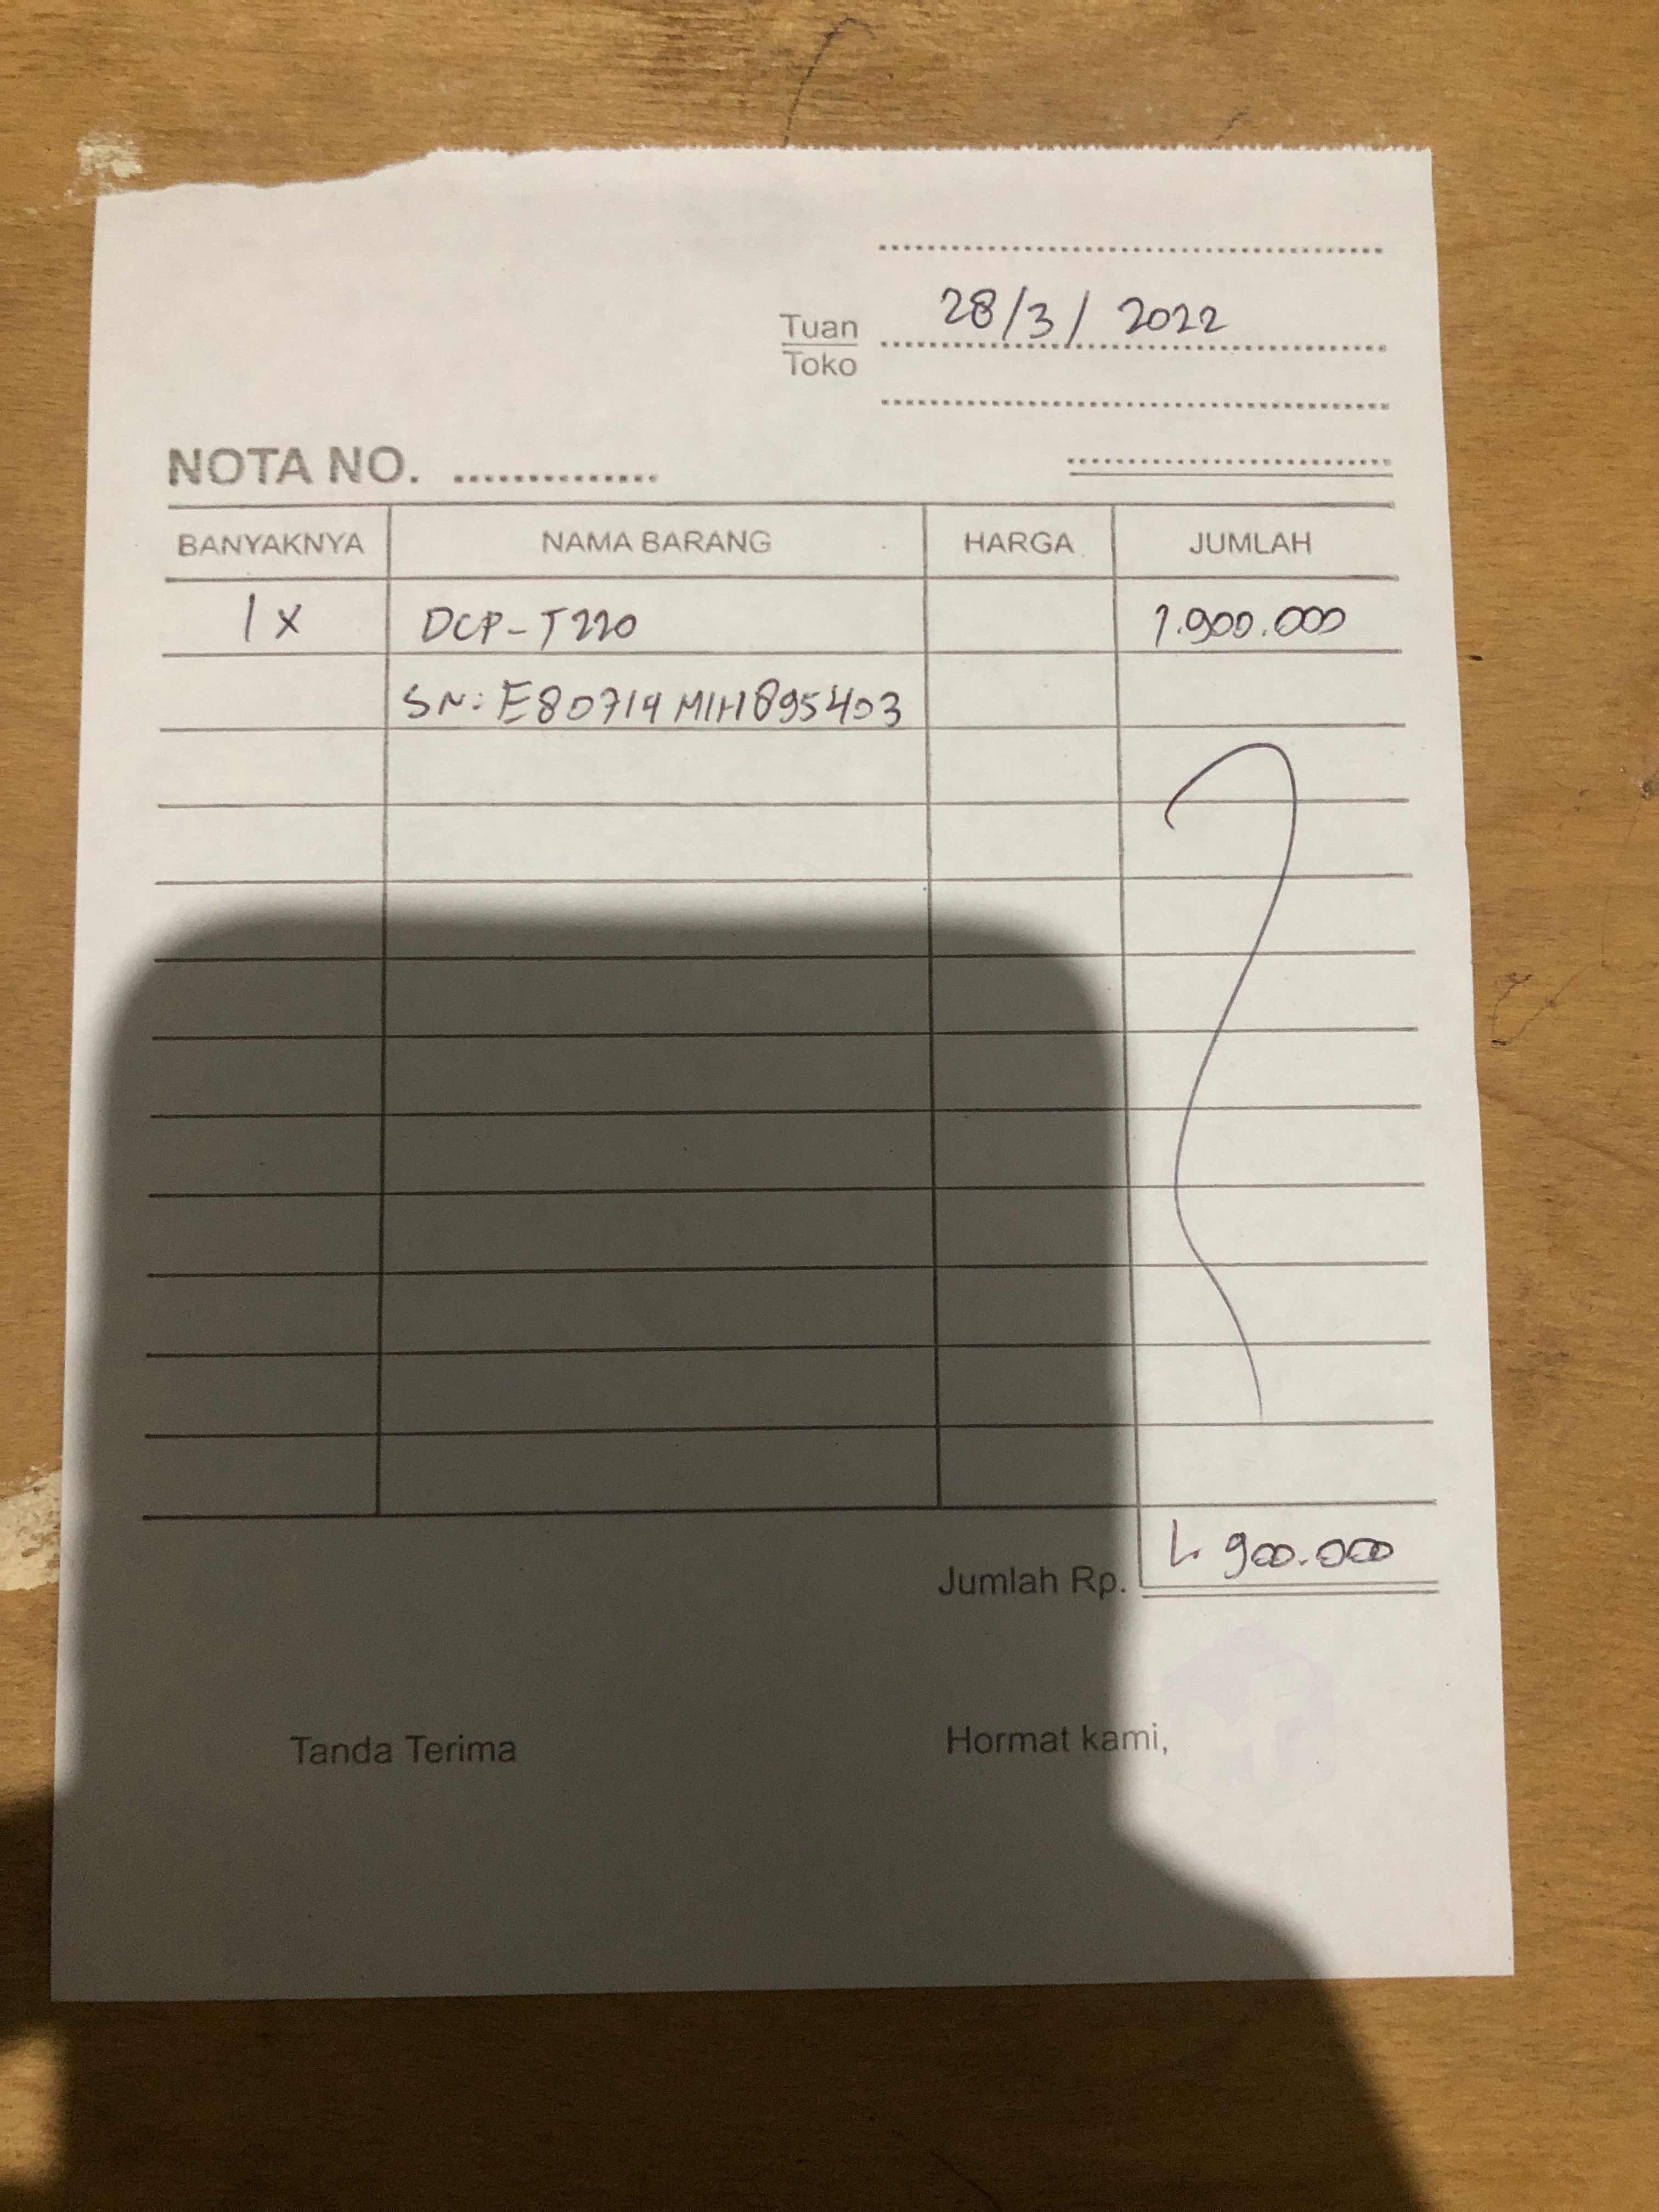 28/3/2022
Tuan
Toko
NOTA NO. ..............
BANYAKNYA NAMA BARANG HARGA JUMLAH
1x DCP-T220 1.900.000
SN: E80714M1H895403
Jumlah Rp. 1.900.000
Tanda Terima Hormat kami,